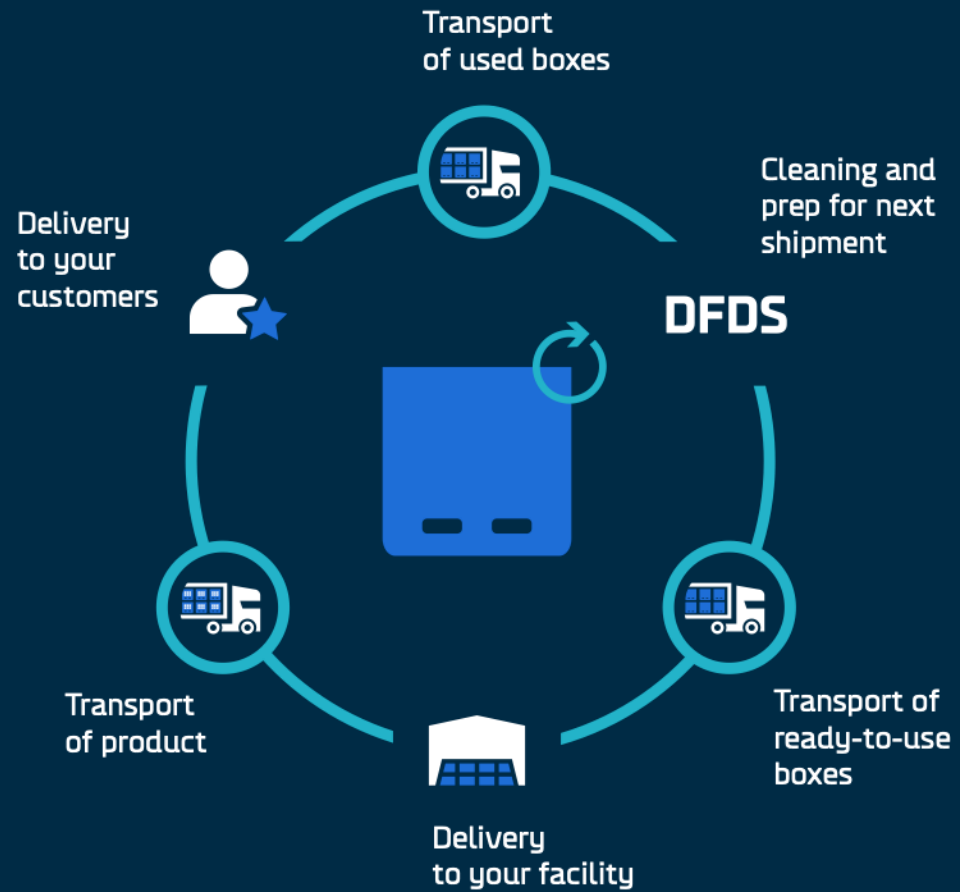 Transport
of used boxes
Cleaning and
prep for next
shipment
DFDS
Transport of
ready-to-use
boxes
Delivery
to your facility
Transport
of product
Delivery
to your
customers